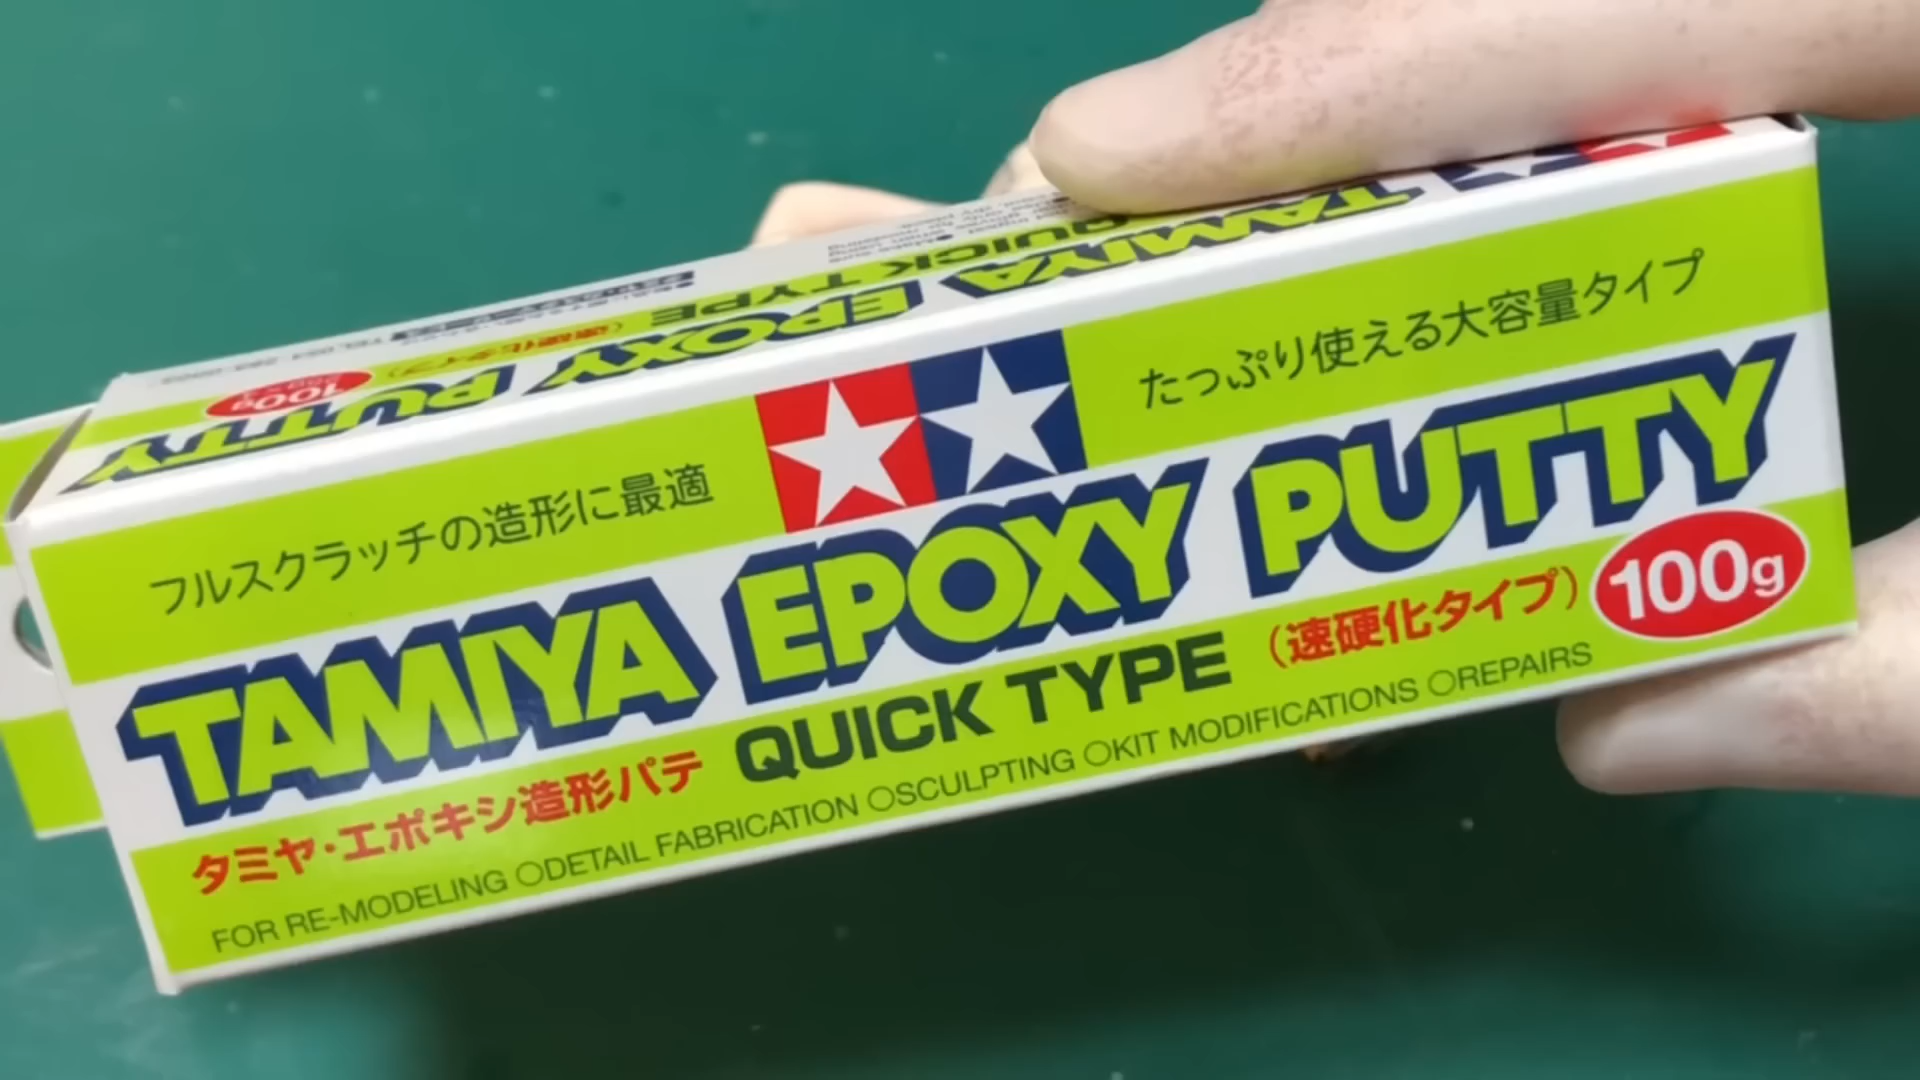 TAMIYA EPOXY PUTTY
QUICK TYPE
100g
フルスクラッチの造形に最適
たっぷり使える大容量タイプ
TAMIYA EPOXY PUTTY
タミヤ・エポキシ造形パテ QUICK TYPE (速硬化タイプ) 100g
FOR RE-MODELING ○DETAIL FABRICATION ○SCULPTING ○KIT MODIFICATIONS ○REPAIRS